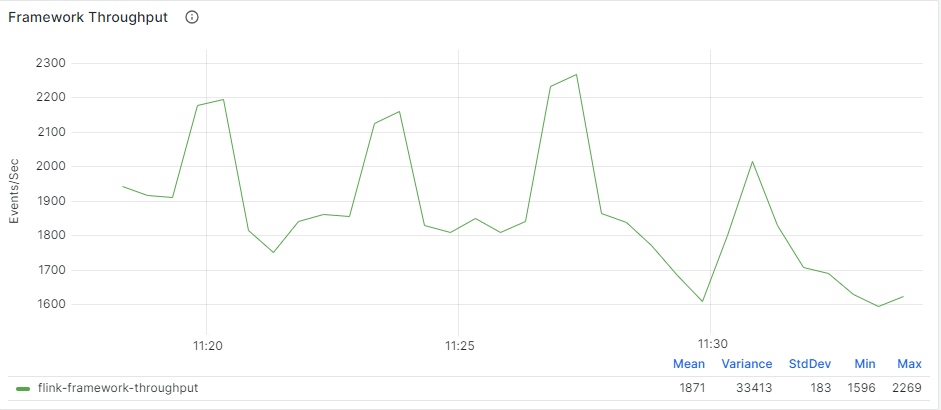 Framework Throughput
2300
2200
2100
2000
1900
1800
1700
1600
Events/Sec
11:20 11:25 11:30
Mean Variance StdDev Min Max
flink-framework-throughput 1871 33413 183 1596 2269